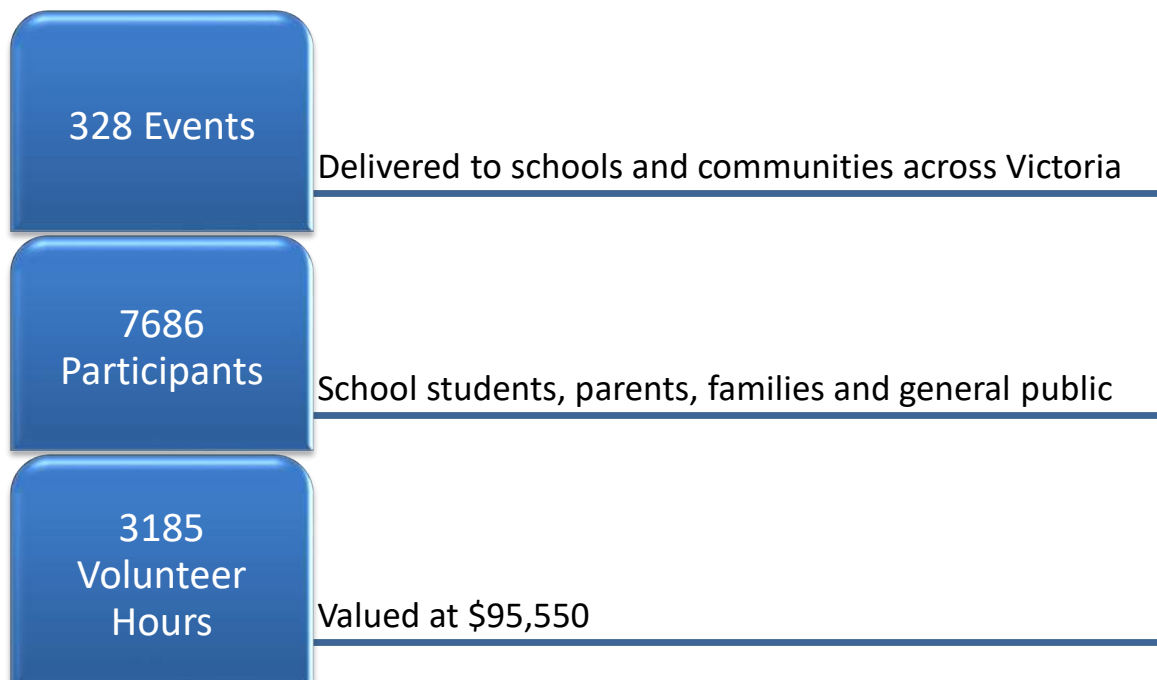 328 Events
Delivered to schools and communities across Victoria
7686
Participants
School students, parents, families and general public
3185
Volunteer
Hours
Valued at $95,550